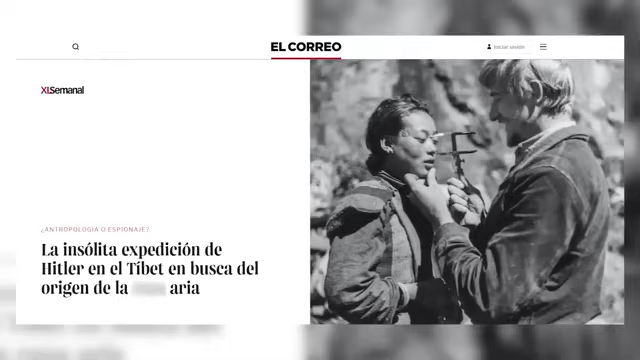 EL CORREO
Iniciar sesión
XLSemanal
¿ANTROPOLOGÍA O ESPIONAJE?
La insólita expedición de
Hitler en el Tíbet en busca del
origen de la aria